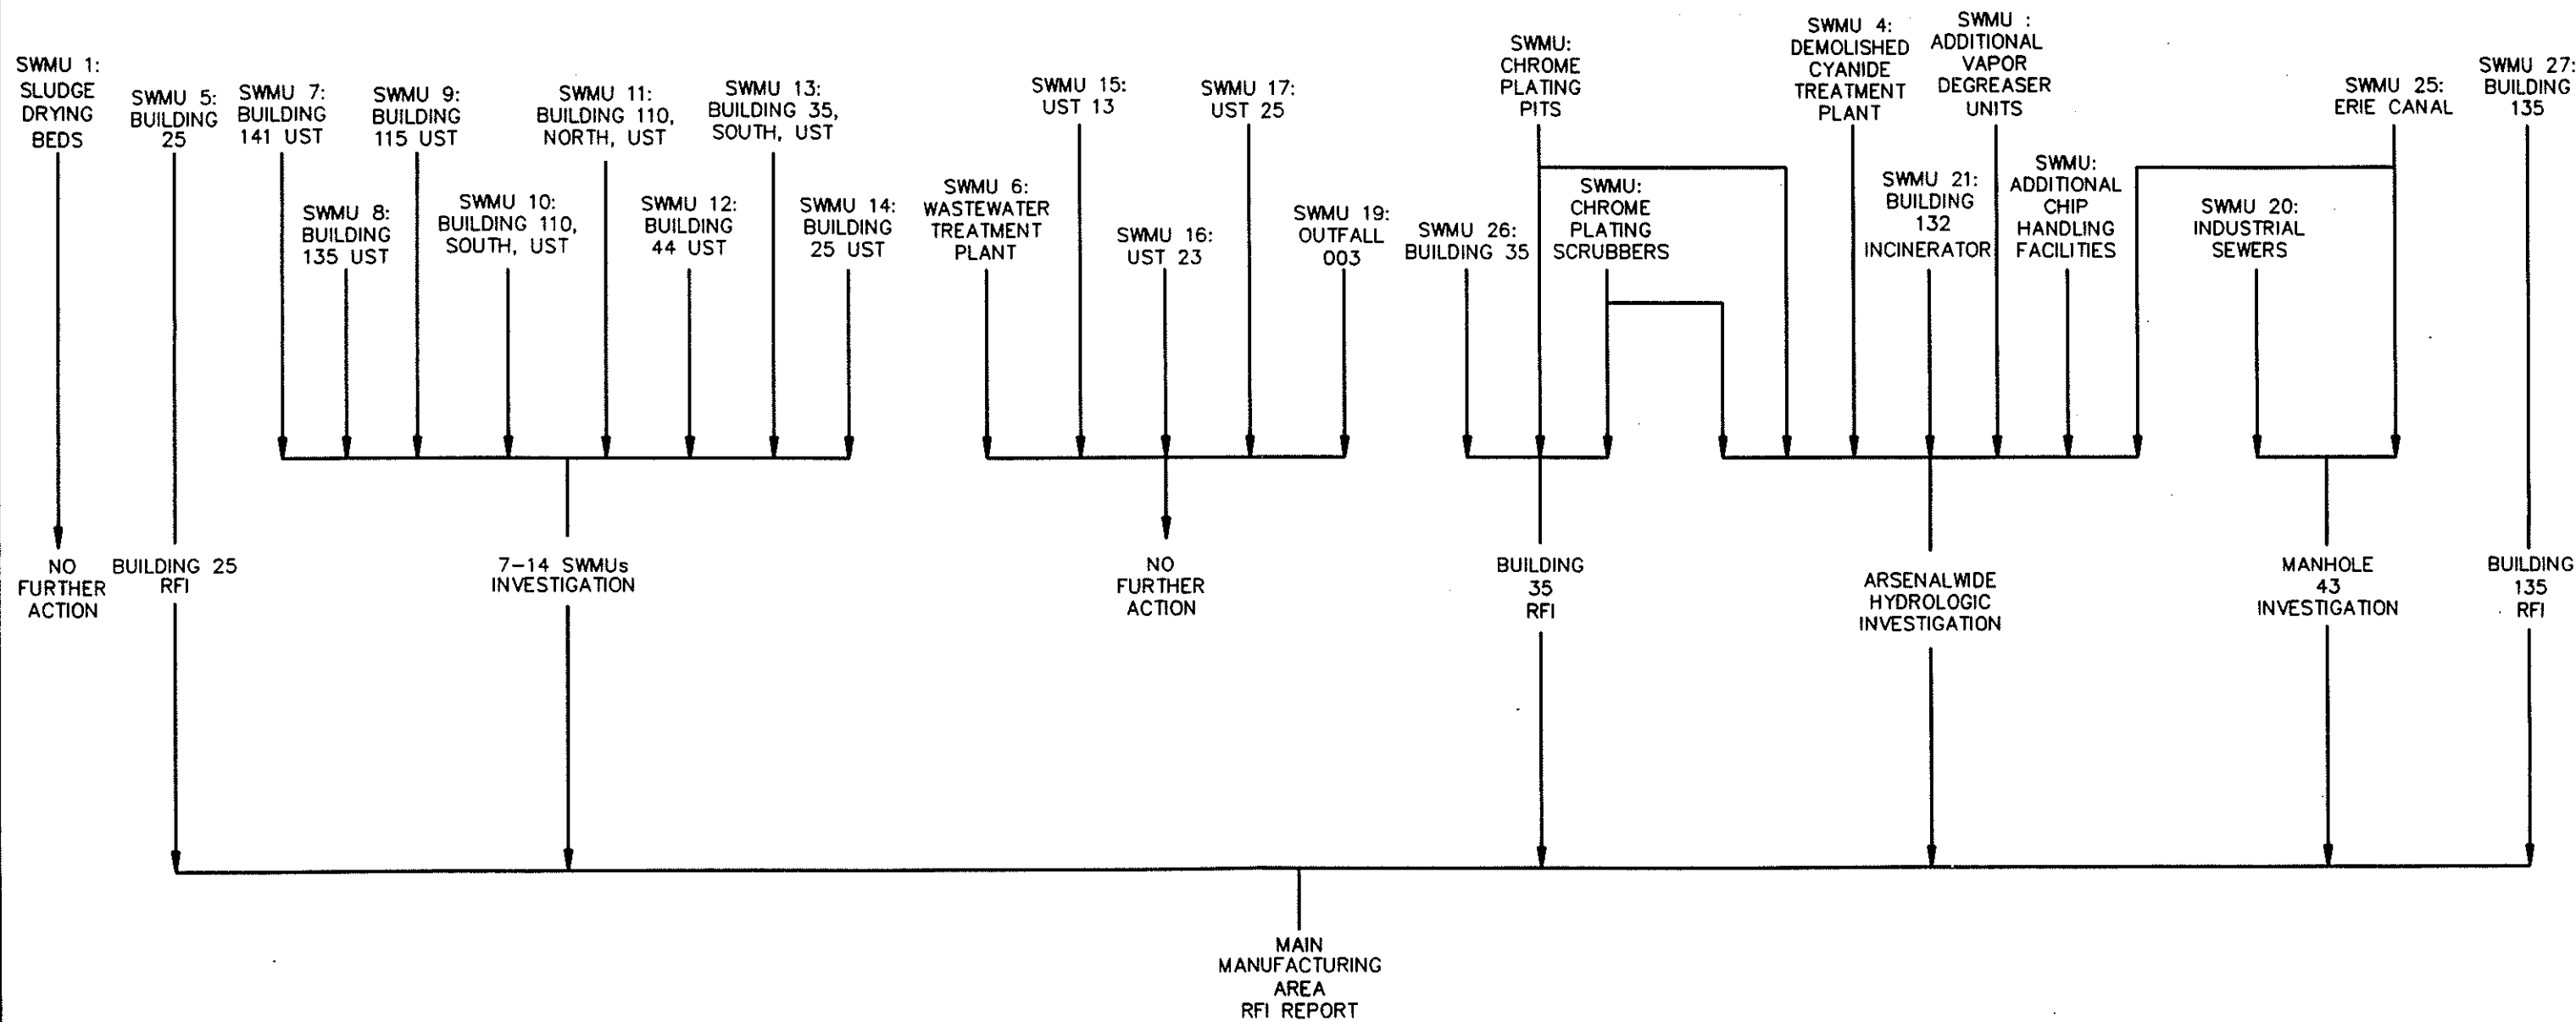 SWMU 1:
SLUDGE
DRYING
BEDS
SWMU 5:
BUILDING
25
SWMU 7:
BUILDING
141 UST
SWMU 8:
BUILDING
135 UST
SWMU 9:
BUILDING
115 UST
SWMU 10:
BUILDING 110,
SOUTH, UST
SWMU 11:
BUILDING 110,
NORTH, UST
SWMU 12:
BUILDING
44 UST
SWMU 13:
BUILDING 35,
SOUTH, UST
SWMU 14:
BUILDING
25 UST
SWMU 6:
WASTEWATER
TREATMENT
PLANT
SWMU 15:
UST 13
SWMU 16:
UST 23
SWMU 17:
UST 25
SWMU 19:
OUTFALL
003
SWMU 26:
BUILDING 35
SWMU:
CHROME
PLATING
PITS
SWMU:
CHROME
PLATING
SCRUBBERS
SWMU 4:
DEMOLISHED
CYANIDE
TREATMENT
PLANT
SWMU 21:
BUILDING
132
INCINERATOR
SWMU :
ADDITIONAL
VAPOR
DEGREASER
UNITS
SWMU:
ADDITIONAL
CHIP
HANDLING
FACILITIES
SWMU 20:
INDUSTRIAL
SEWERS
SWMU 25:
ERIE CANAL
SWMU 27:
BUILDING
135
NO
FURTHER
ACTION
BUILDING 25
RFI
7-14 SWMUs
INVESTIGATION
NO
FURTHER
ACTION
BUILDING
35
RFI
ARSENALWIDE
HYDROLOGIC
INVESTIGATION
MANHOLE
43
INVESTIGATION
BUILDING
135
RFI
MAIN
MANUFACTURING
AREA
RFI REPORT